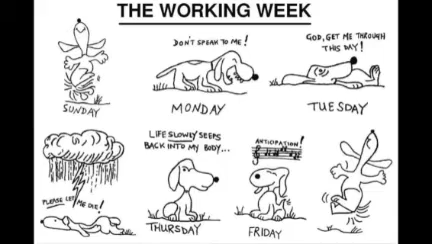 THE WORKING WEEK
SUNDAY
DON'T SPEAK TO ME!
MONDAY
GOD, GET ME THROUGH
THIS DAY!
TUESDAY
PLEASE LET ME DIE!
LIFE SLOWLY SEEPS
BACK INTO MY BODY...
THURSDAY
ANTICIPATION!
FRIDAY